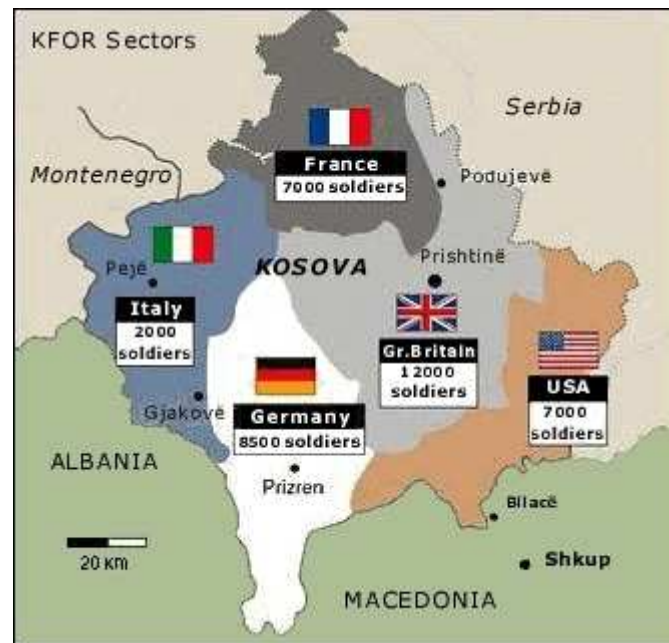 KFOR Sectors
Serbia
France
7000 soldiers
Montenegro
Podujevë
Prishtinë
KOSOVA
Pejë
Italy
2000
soldiers
Gr.Britain
12000
soldiers
USA
7000
soldiers
Gjakovë
Germany
8500 soldiers
ALBANIA
Prizren
Bilacë
20 KM
Shkup
MACEDONIA